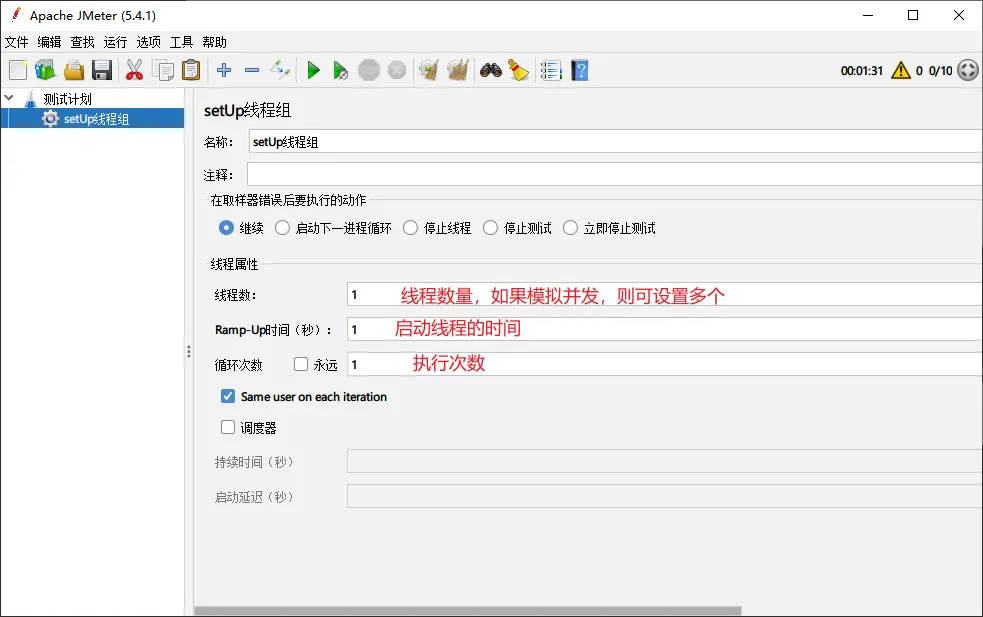 Apache JMeter (5.4.1)
文件 编辑 查找 运行 选项 工具 帮助
00:01:31 0 0/10
测试计划
setUp线程组
setUp线程组
名称： setUp线程组
注释：
在取样器错误后要执行的动作
继续 启动下一进程循环 停止线程 停止测试 立即停止测试
线程属性
线程数： 1 线程数量，如果模拟并发，则可设置多个
Ramp-Up时间（秒）： 1 启动线程的时间
循环次数 永远 1 执行次数
Same user on each iteration
调度器
持续时间（秒）
启动延迟（秒）